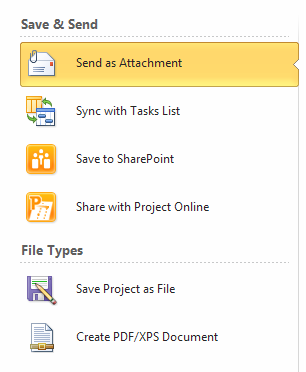 Save & Send
Send as Attachment
Sync with Tasks List
Save to SharePoint
Share with Project Online
File Types
Save Project as File
Create PDF/XPS Document